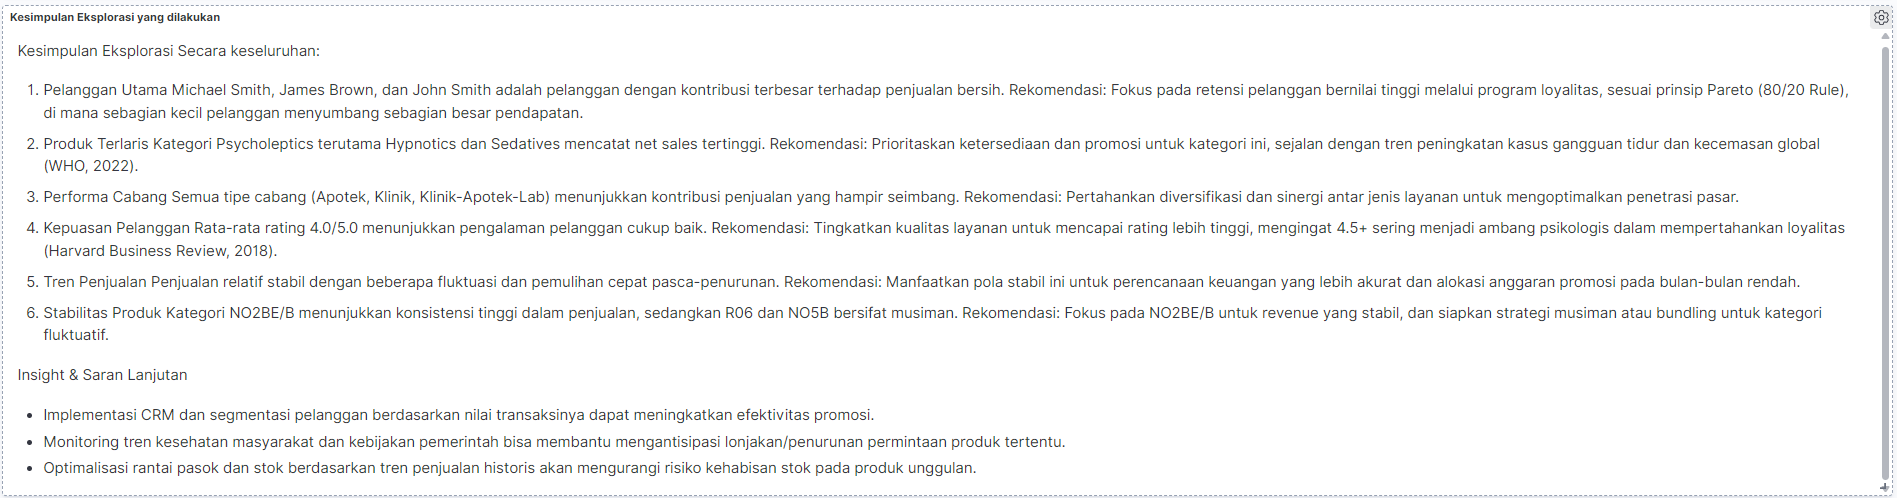 Kesimpulan Eksplorasi yang dilakukan
Kesimpulan Eksplorasi Secara keseluruhan:
1. Pelanggan Utama Michael Smith, James Brown, dan John Smith adalah pelanggan dengan kontribusi terbesar terhadap penjualan bersih. Rekomendasi: Fokus pada retensi pelanggan bernilai tinggi melalui program loyalitas, sesuai prinsip Pareto (80/20 Rule),
di mana sebagian kecil pelanggan menyumbang sebagian besar pendapatan.
2. Produk Terlaris Kategori Psycholeptics terutama Hypnotics dan Sedatives mencatat net sales tertinggi. Rekomendasi: Prioritaskan ketersediaan dan promosi untuk kategori ini, sejalan dengan tren peningkatan kasus gangguan tidur dan kecemasan global
(WHO, 2022).
3. Performa Cabang Semua tipe cabang (Apotek, Klinik, Klinik-Apotek-Lab) menunjukkan kontribusi penjualan yang hampir seimbang. Rekomendasi: Pertahankan diversifikasi dan sinergi antar jenis layanan untuk mengoptimalkan penetrasi pasar.
4. Kepuasan Pelanggan Rata-rata rating 4.0/5.0 menunjukkan pengalaman pelanggan cukup baik. Rekomendasi: Tingkatkan kualitas layanan untuk mencapai rating lebih tinggi, mengingat 4.5+ sering menjadi ambang psikologis dalam mempertahankan loyalitas
(Harvard Business Review, 2018).
5. Tren Penjualan Penjualan relatif stabil dengan beberapa fluktuasi dan pemulihan cepat pasca-penurunan. Rekomendasi: Manfaatkan pola stabil ini untuk perencanaan keuangan yang lebih akurat dan alokasi anggaran promosi pada bulan-bulan rendah.
6. Stabilitas Produk Kategori NO2BE/B menunjukkan konsistensi tinggi dalam penjualan, sedangkan R06 dan NO5B bersifat musiman. Rekomendasi: Fokus pada NO2BE/B untuk revenue yang stabil, dan siapkan strategi musiman atau bundling untuk kategori
fluktuatif.
Insight & Saran Lanjutan
• Implementasi CRM dan segmentasi pelanggan berdasarkan nilai transaksinya dapat meningkatkan efektivitas promosi.
• Monitoring tren kesehatan masyarakat dan kebijakan pemerintah bisa membantu mengantisipasi lonjakan/penurunan permintaan produk tertentu.
• Optimalisasi rantai pasok dan stok berdasarkan tren penjualan historis akan mengurangi risiko kehabisan stok pada produk unggulan.